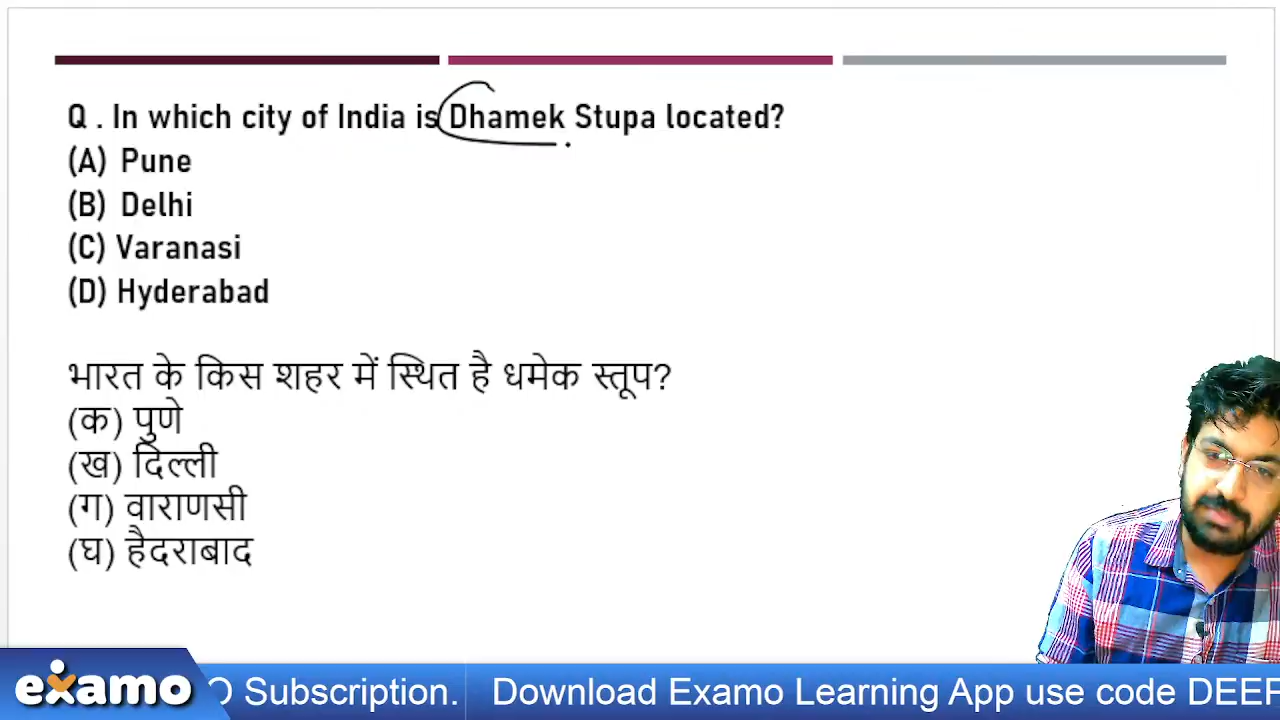 Q . In which city of India is Dhamek Stupa located?
(A) Pune
(B) Delhi
(C) Varanasi
(D) Hyderabad
भारत के किस शहर में स्थित है धमेक स्तूप?
(क) पुणे
(ख) दिल्ली
(ग) वाराणसी
(घ) हैदराबाद
examo O Subscription. Download Examo Learning App use code DEEP